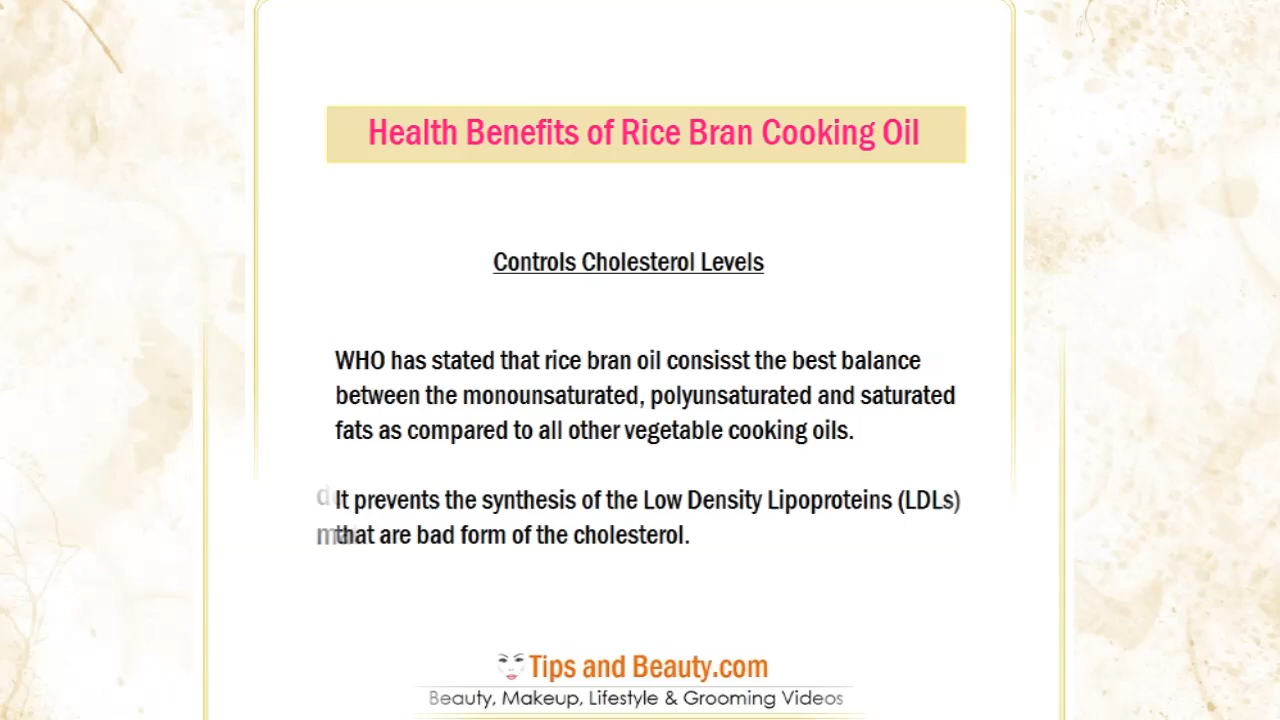 Health Benefits of Rice Bran Cooking Oil
Controls Cholesterol Levels
WHO has stated that rice bran oil consisst the best balance
between the monounsaturated, polyunsaturated and saturated
fats as compared to all other vegetable cooking oils.
It prevents the synthesis of the Low Density Lipoproteins (LDLs)
that are bad form of the cholesterol.
Tips and Beauty.com
Beauty, Makeup, Lifestyle & Grooming Videos